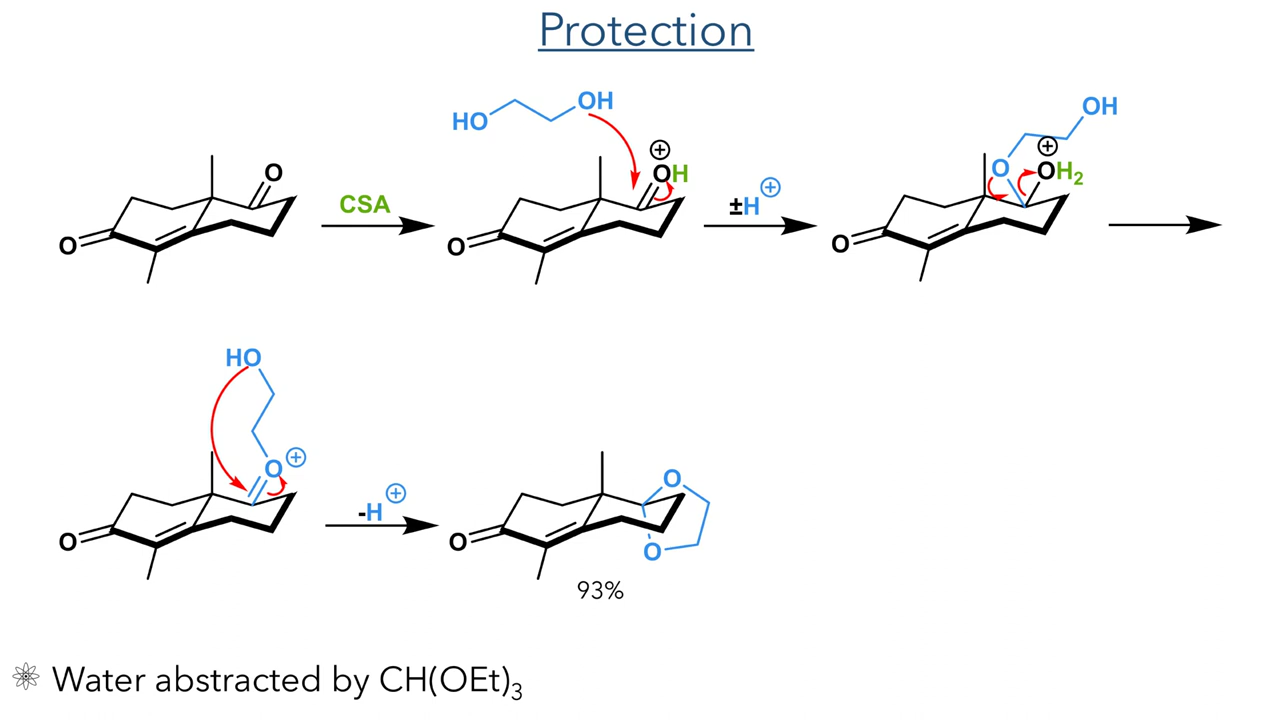 Protection
HO OH
O O
CSA
O ⊕ OH
±H⊕
OH
O O ⊕ OH₂
HO
O O ⊕
-H⊕
O O O
93%
Water abstracted by CH(OEt)₃